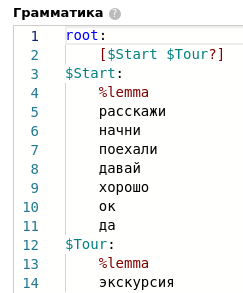 Грамматика ?
1 root:
2 [$Start $Tour?]
3 $Start:
4 %lemma
5 расскажи
6 начни
7 поехали
8 давай
9 хорошо
10 ок
11 да
12 $Tour:
13 %lemma
14 экскурсия